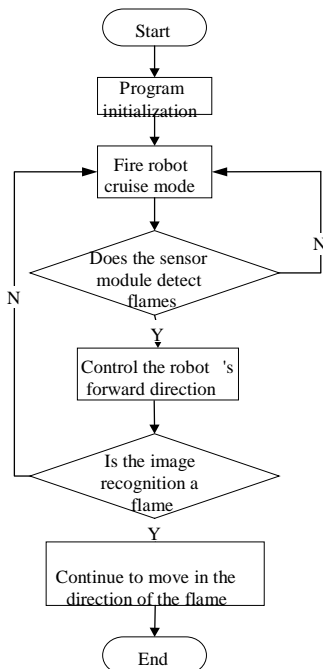 Start
Program
initialization
Fire robot
cruise mode
Does the sensor
module detect
flames
N
N
Y
Control the robot 's
forward direction
Is the image
recognition a
flame
Y
Continue to move in the
direction of the flame
End